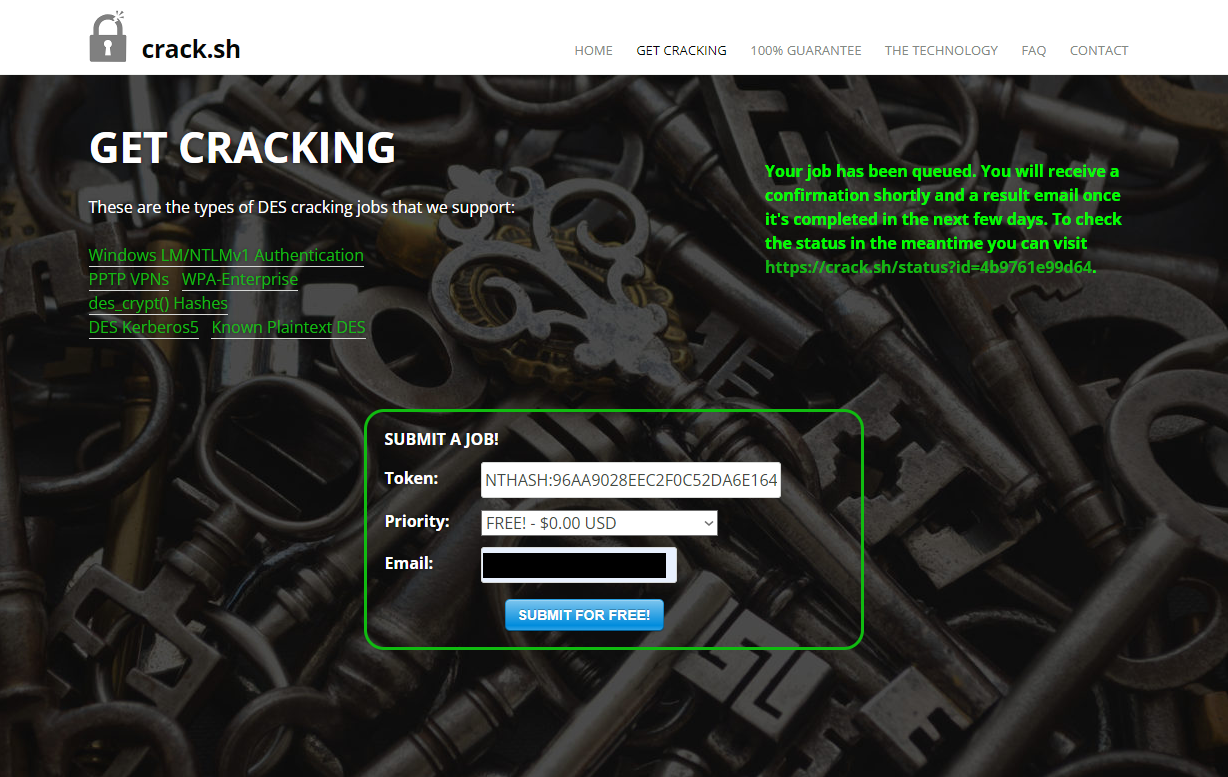 crack.sh
HOME GET CRACKING 100% GUARANTEE THE TECHNOLOGY FAQ CONTACT
GET CRACKING
These are the types of DES cracking jobs that we support:
Windows LM/NTLMv1 Authentication
PPTP VPNs WPA-Enterprise
des_crypt() Hashes
DES Kerberos5 Known Plaintext DES
Your job has been queued. You will receive a
confirmation shortly and a result email once
it's completed in the next few days. To check
the status in the meantime you can visit
https://crack.sh/status?id=4b9761e99d64.
SUBMIT A JOB!
Token: NTHASH:96AA9028EEC2F0C52DA6E164
Priority: FREE! - $0.00 USD
Email:
SUBMIT FOR FREE!